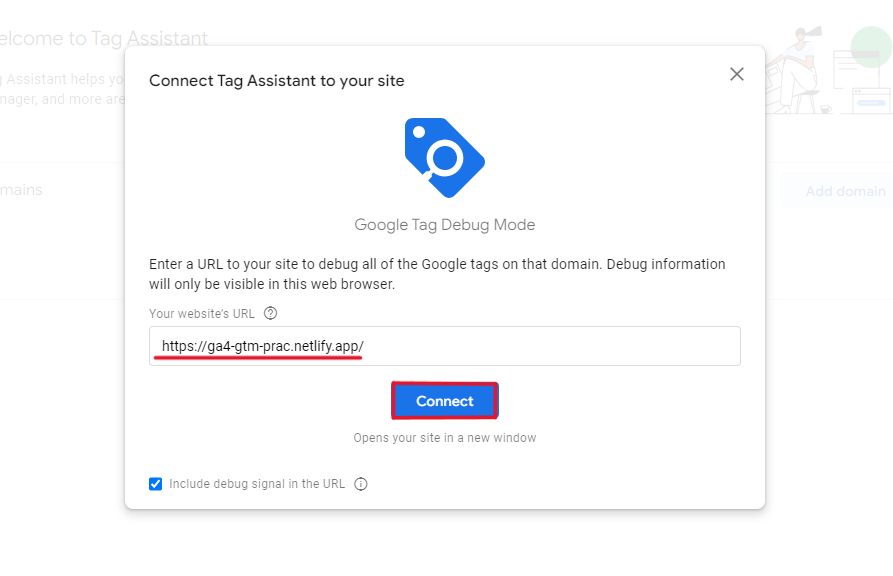 elcome to Tag Assistant
Connect Tag Assistant to your site
Assistant helps yo
nager, and more are
mains
Add domain
Google Tag Debug Mode
Enter a URL to your site to debug all of the Google tags on that domain. Debug information
will only be visible in this web browser.
Your website's URL
https://ga4-gtm-prac.netlify.app/
Connect
Opens your site in a new window
Include debug signal in the URL